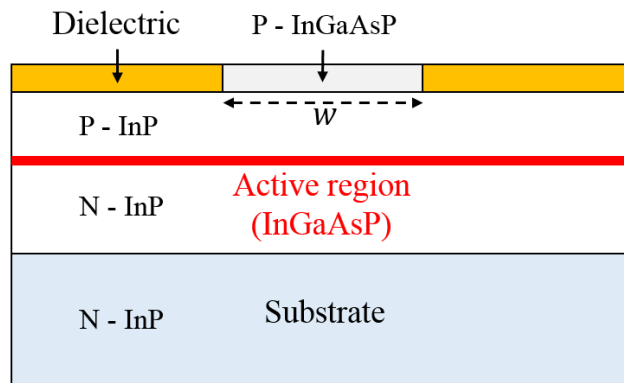 Dielectric
P - InGaAsP
w
P - InP
Active region
(InGaAsP)
N - InP
Substrate
N - InP